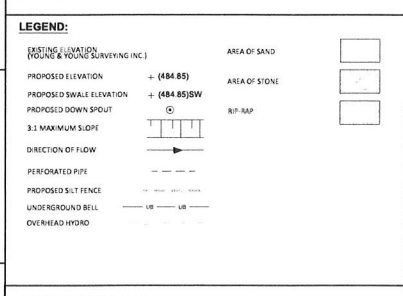 LEGEND:
EXISTING ELEVATION
(YOUNG & YOUNG SURVEYING INC.)
PROPOSED ELEVATION + (484.85)
PROPOSED SWALE ELEVATION + (484.85)SW
PROPOSED DOWN SPOUT
3:1 MAXIMUM SLOPE
DIRECTION OF FLOW
PERFORATED PIPE
PROPOSED SILT FENCE
UNDERGROUND BELL UB UB
OVERHEAD HYDRO
AREA OF SAND
AREA OF STONE
RIP-RAP